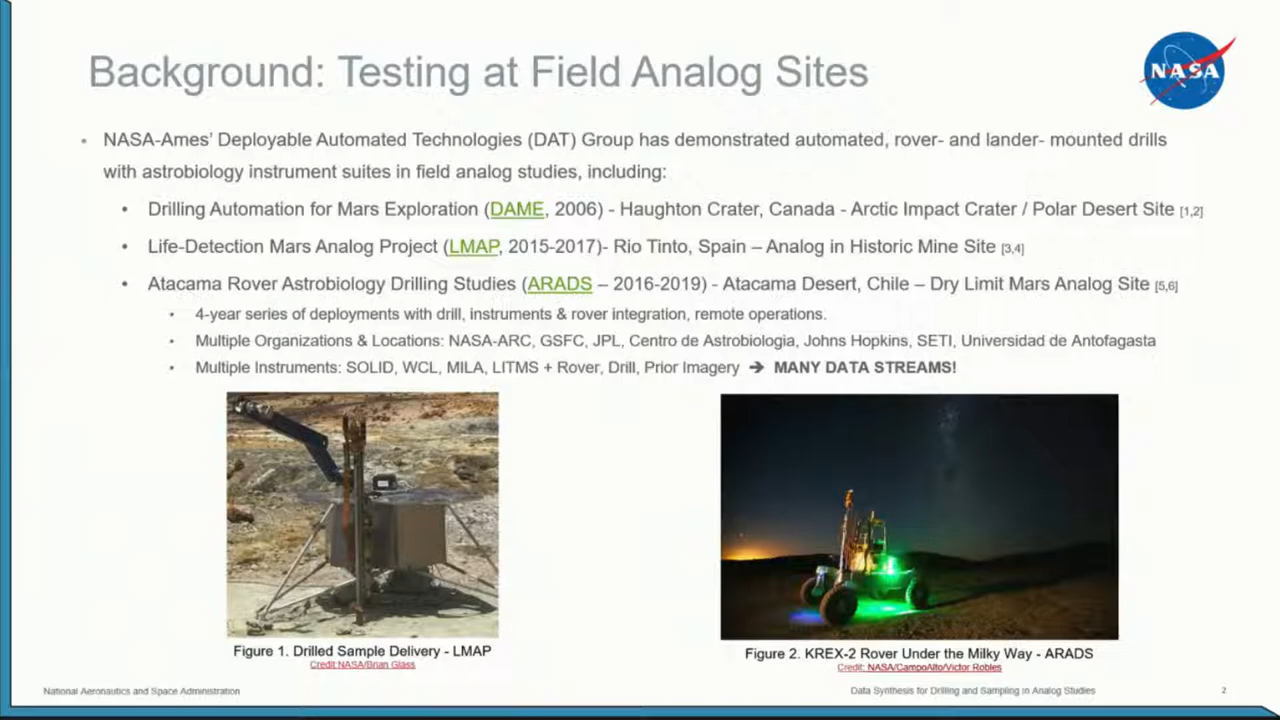 Background: Testing at Field Analog Sites
NASA
• NASA-Ames' Deployable Automated Technologies (DAT) Group has demonstrated automated, rover- and lander- mounted drills
with astrobiology instrument suites in field analog studies, including:
• Drilling Automation for Mars Exploration (DAME, 2006) - Haughton Crater, Canada - Arctic Impact Crater / Polar Desert Site [1,2]
• Life-Detection Mars Analog Project (LMAP, 2015-2017)- Rio Tinto, Spain – Analog in Historic Mine Site [3,4]
• Atacama Rover Astrobiology Drilling Studies (ARADS – 2016-2019) - Atacama Desert, Chile – Dry Limit Mars Analog Site [5,6]
• 4-year series of deployments with drill, instruments & rover integration, remote operations.
• Multiple Organizations & Locations: NASA-ARC, GSFC, JPL, Centro de Astrobiologia, Johns Hopkins, SETI, Universidad de Antofagasta
• Multiple Instruments: SOLID, WCL, MILA, LITMS + Rover, Drill, Prior Imagery ➔ MANY DATA STREAMS!
Figure 1. Drilled Sample Delivery - LMAP
Credit NASA/Brian Glass
Figure 2. KREX-2 Rover Under the Milky Way - ARADS
Credit: NASA/CampoAlto/Victor Robles
National Aeronautics and Space Administration
Data Synthesis for Drilling and Sampling in Analog Studies
2